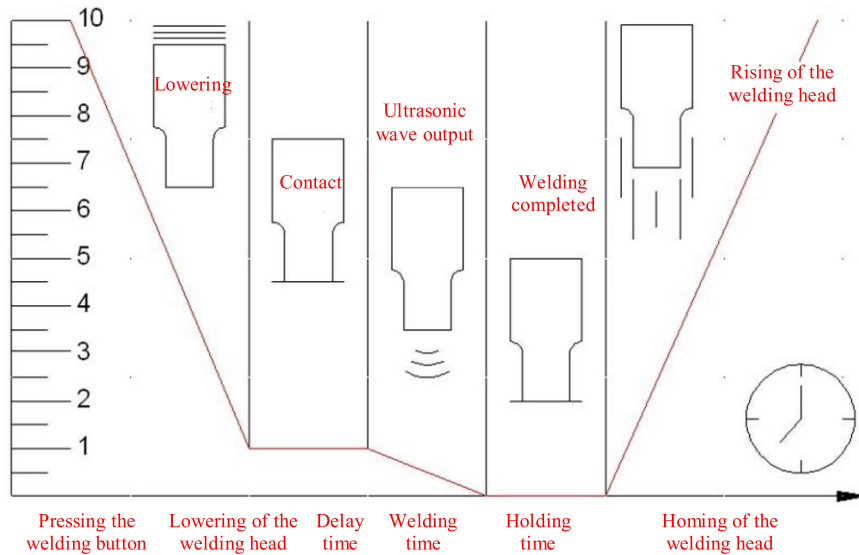 10
9
8
7
6
5
4
3
2
1
Lowering
Contact
Ultrasonic
wave output
Welding
completed
Rising of the
welding head
Pressing the
welding button
Lowering of the
welding head
Delay
time
Welding
time
Holding
time
Homing of the
welding head